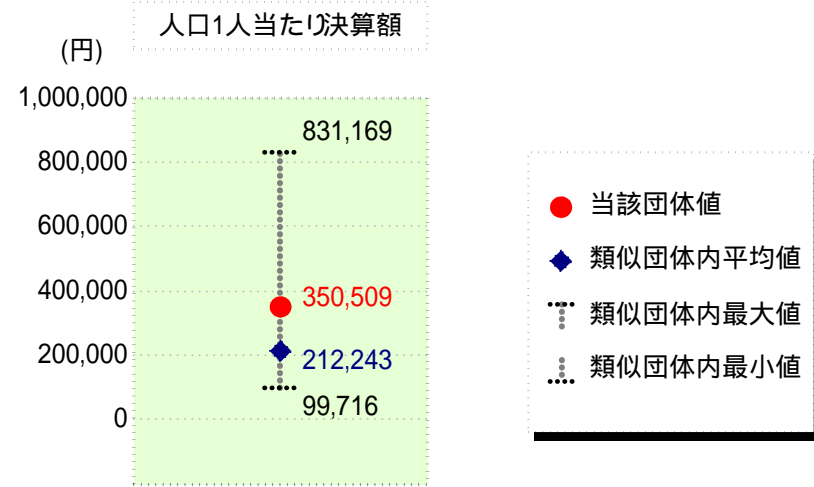 人口1人当たり決算額
(円)
1,000,000
831,169
800,000
600,000
400,000
350,509
200,000
212,243
99,716
0
当該団体値
類似団体内平均値
類似団体内最大値
類似団体内最小値